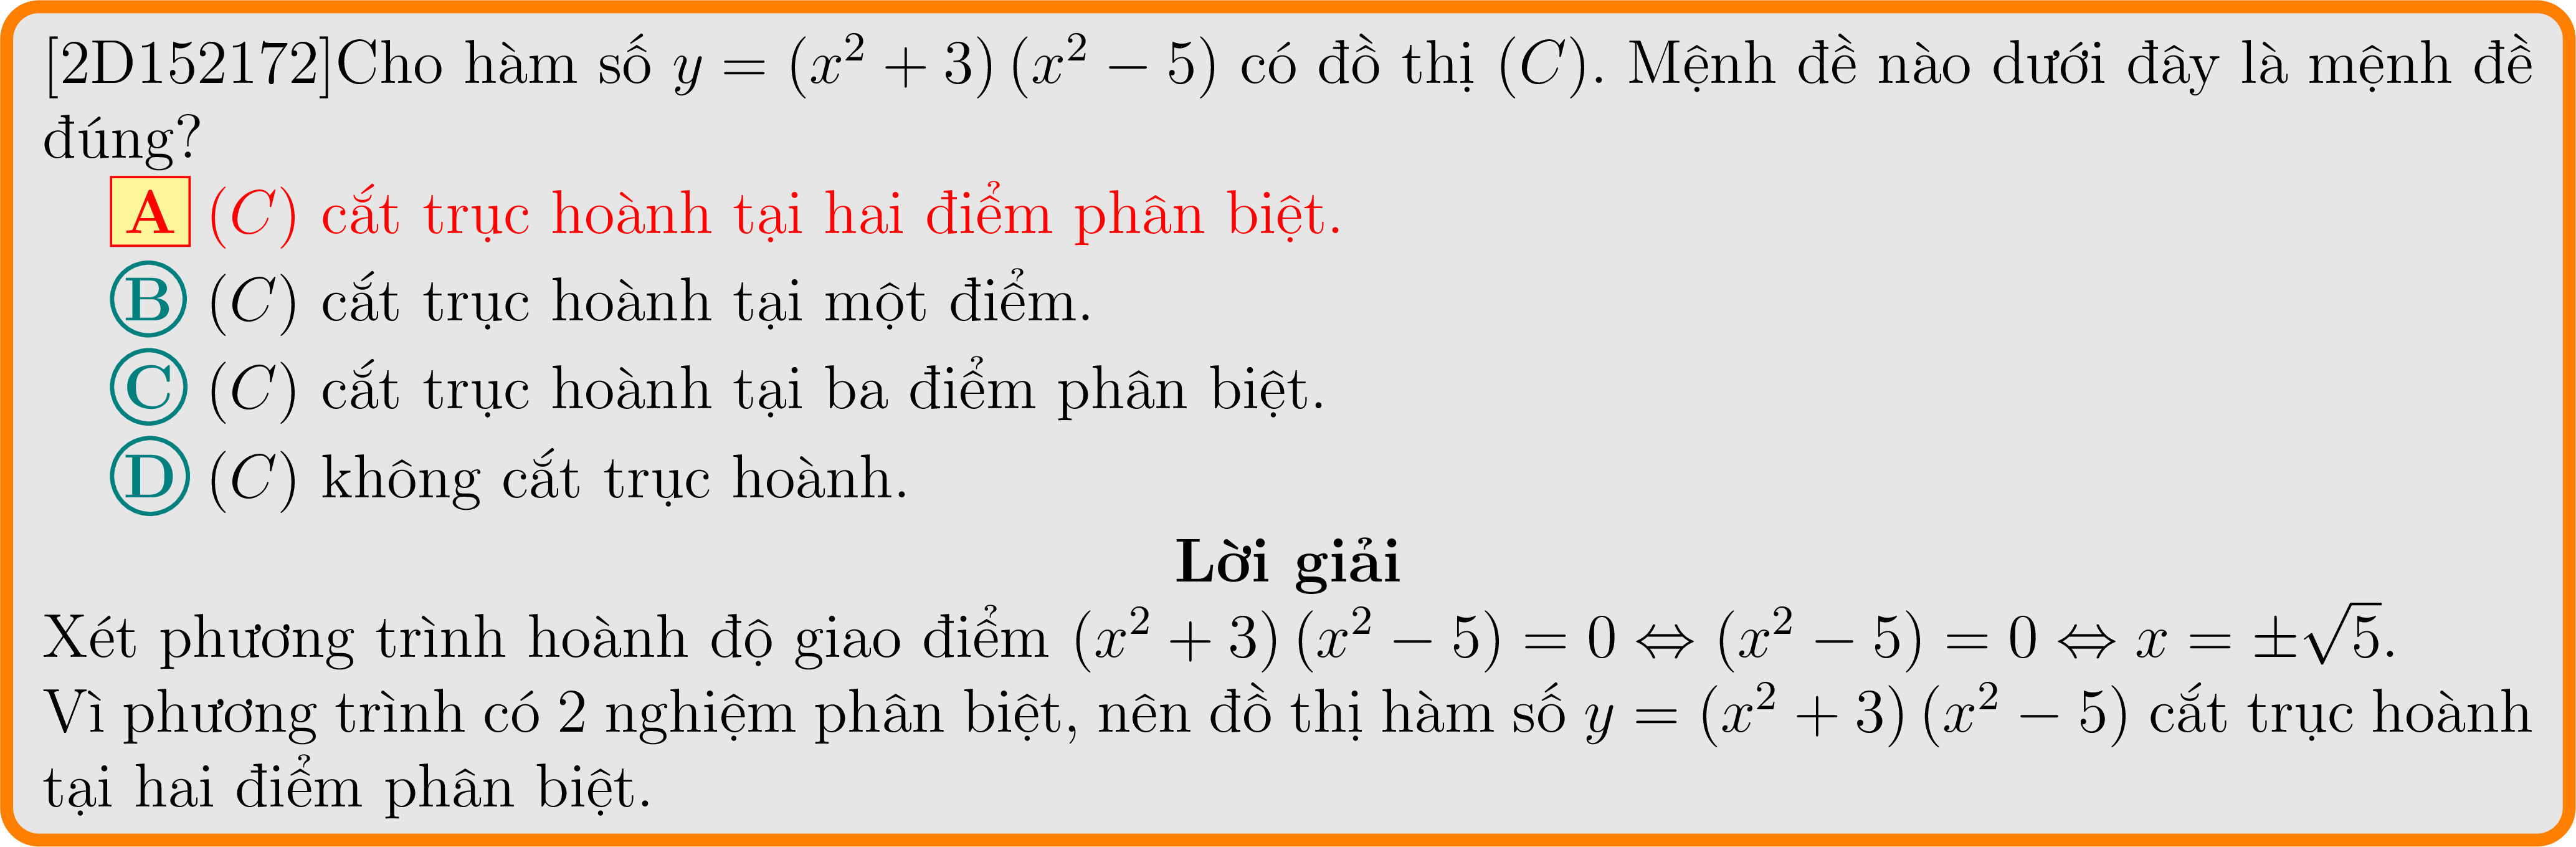 [2D152172]Cho hàm số $y = (x^2 + 3)(x^2 - 5)$ có đồ thị $(C)$. Mệnh đề nào dưới đây là mệnh đề
đúng?
A $(C)$ cắt trục hoành tại hai điểm phân biệt.
B $(C)$ cắt trục hoành tại một điểm.
C $(C)$ cắt trục hoành tại ba điểm phân biệt.
D $(C)$ không cắt trục hoành.
Lời giải
Xét phương trình hoành độ giao điểm $(x^2 + 3)(x^2 - 5) = 0 \Leftrightarrow (x^2 - 5) = 0 \Leftrightarrow x = \pm\sqrt{5}$.
Vì phương trình có 2 nghiệm phân biệt, nên đồ thị hàm số $y = (x^2 + 3)(x^2 - 5)$ cắt trục hoành
tại hai điểm phân biệt.